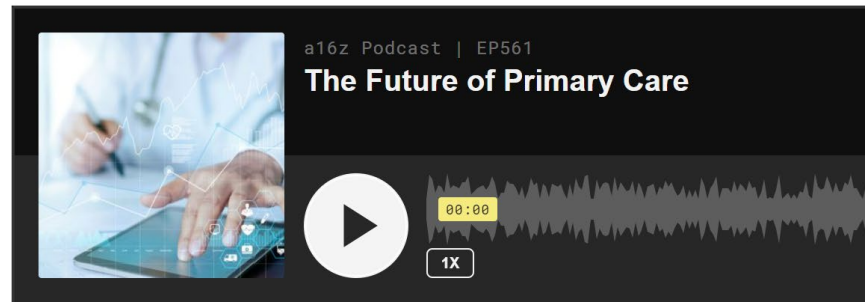 a16z Podcast | EP561
The Future of Primary Care
00:00
1X